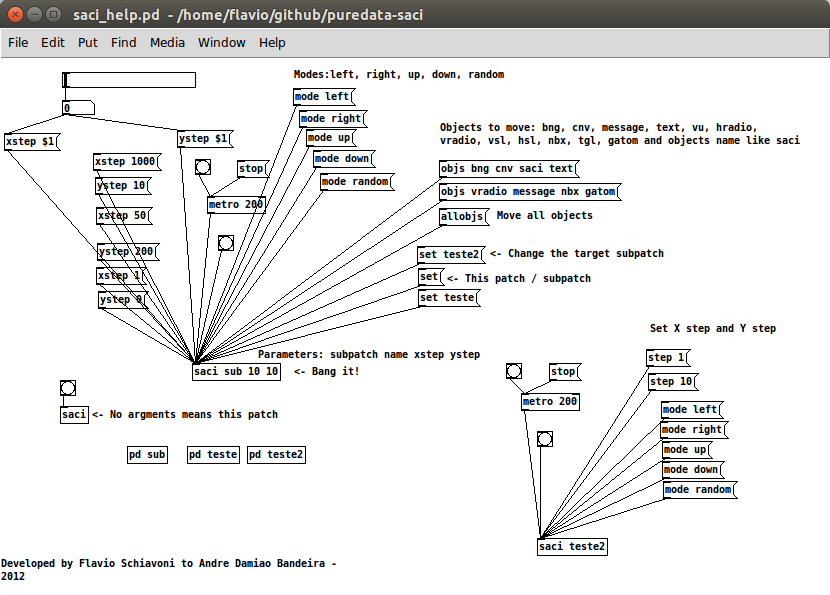 saci_help.pd - /home/flavio/github/puredata-saci
File Edit Put Find Media Window Help
Modes:left, right, up, down, random
0
mode left
mode right
mode up
mode down
mode random
xstep $1
ystep $1
xstep 1000
ystep 10
xstep 50
ystep 200
xstep 1
ystep 0
stop
metro 200
Objects to move: bng, cnv, message, text, vu, hradio,
vradio, vsl, hsl, nbx, tgl, gatom and objects name like saci
objs bng cnv saci text
objs vradio message nbx gatom
allobjs Move all objects
set teste2 <- Change the target subpatch
set <- This patch / subpatch
set teste
Parameters: subpatch name xstep ystep
saci sub 10 10 <- Bang it!
saci <- No argments means this patch
pd sub pd teste pd teste2
Set X step and Y step
step 1
step 10
stop
metro 200
mode left
mode right
mode up
mode down
mode random
saci teste2
Developed by Flavio Schiavoni to Andre Damiao Bandeira -
2012